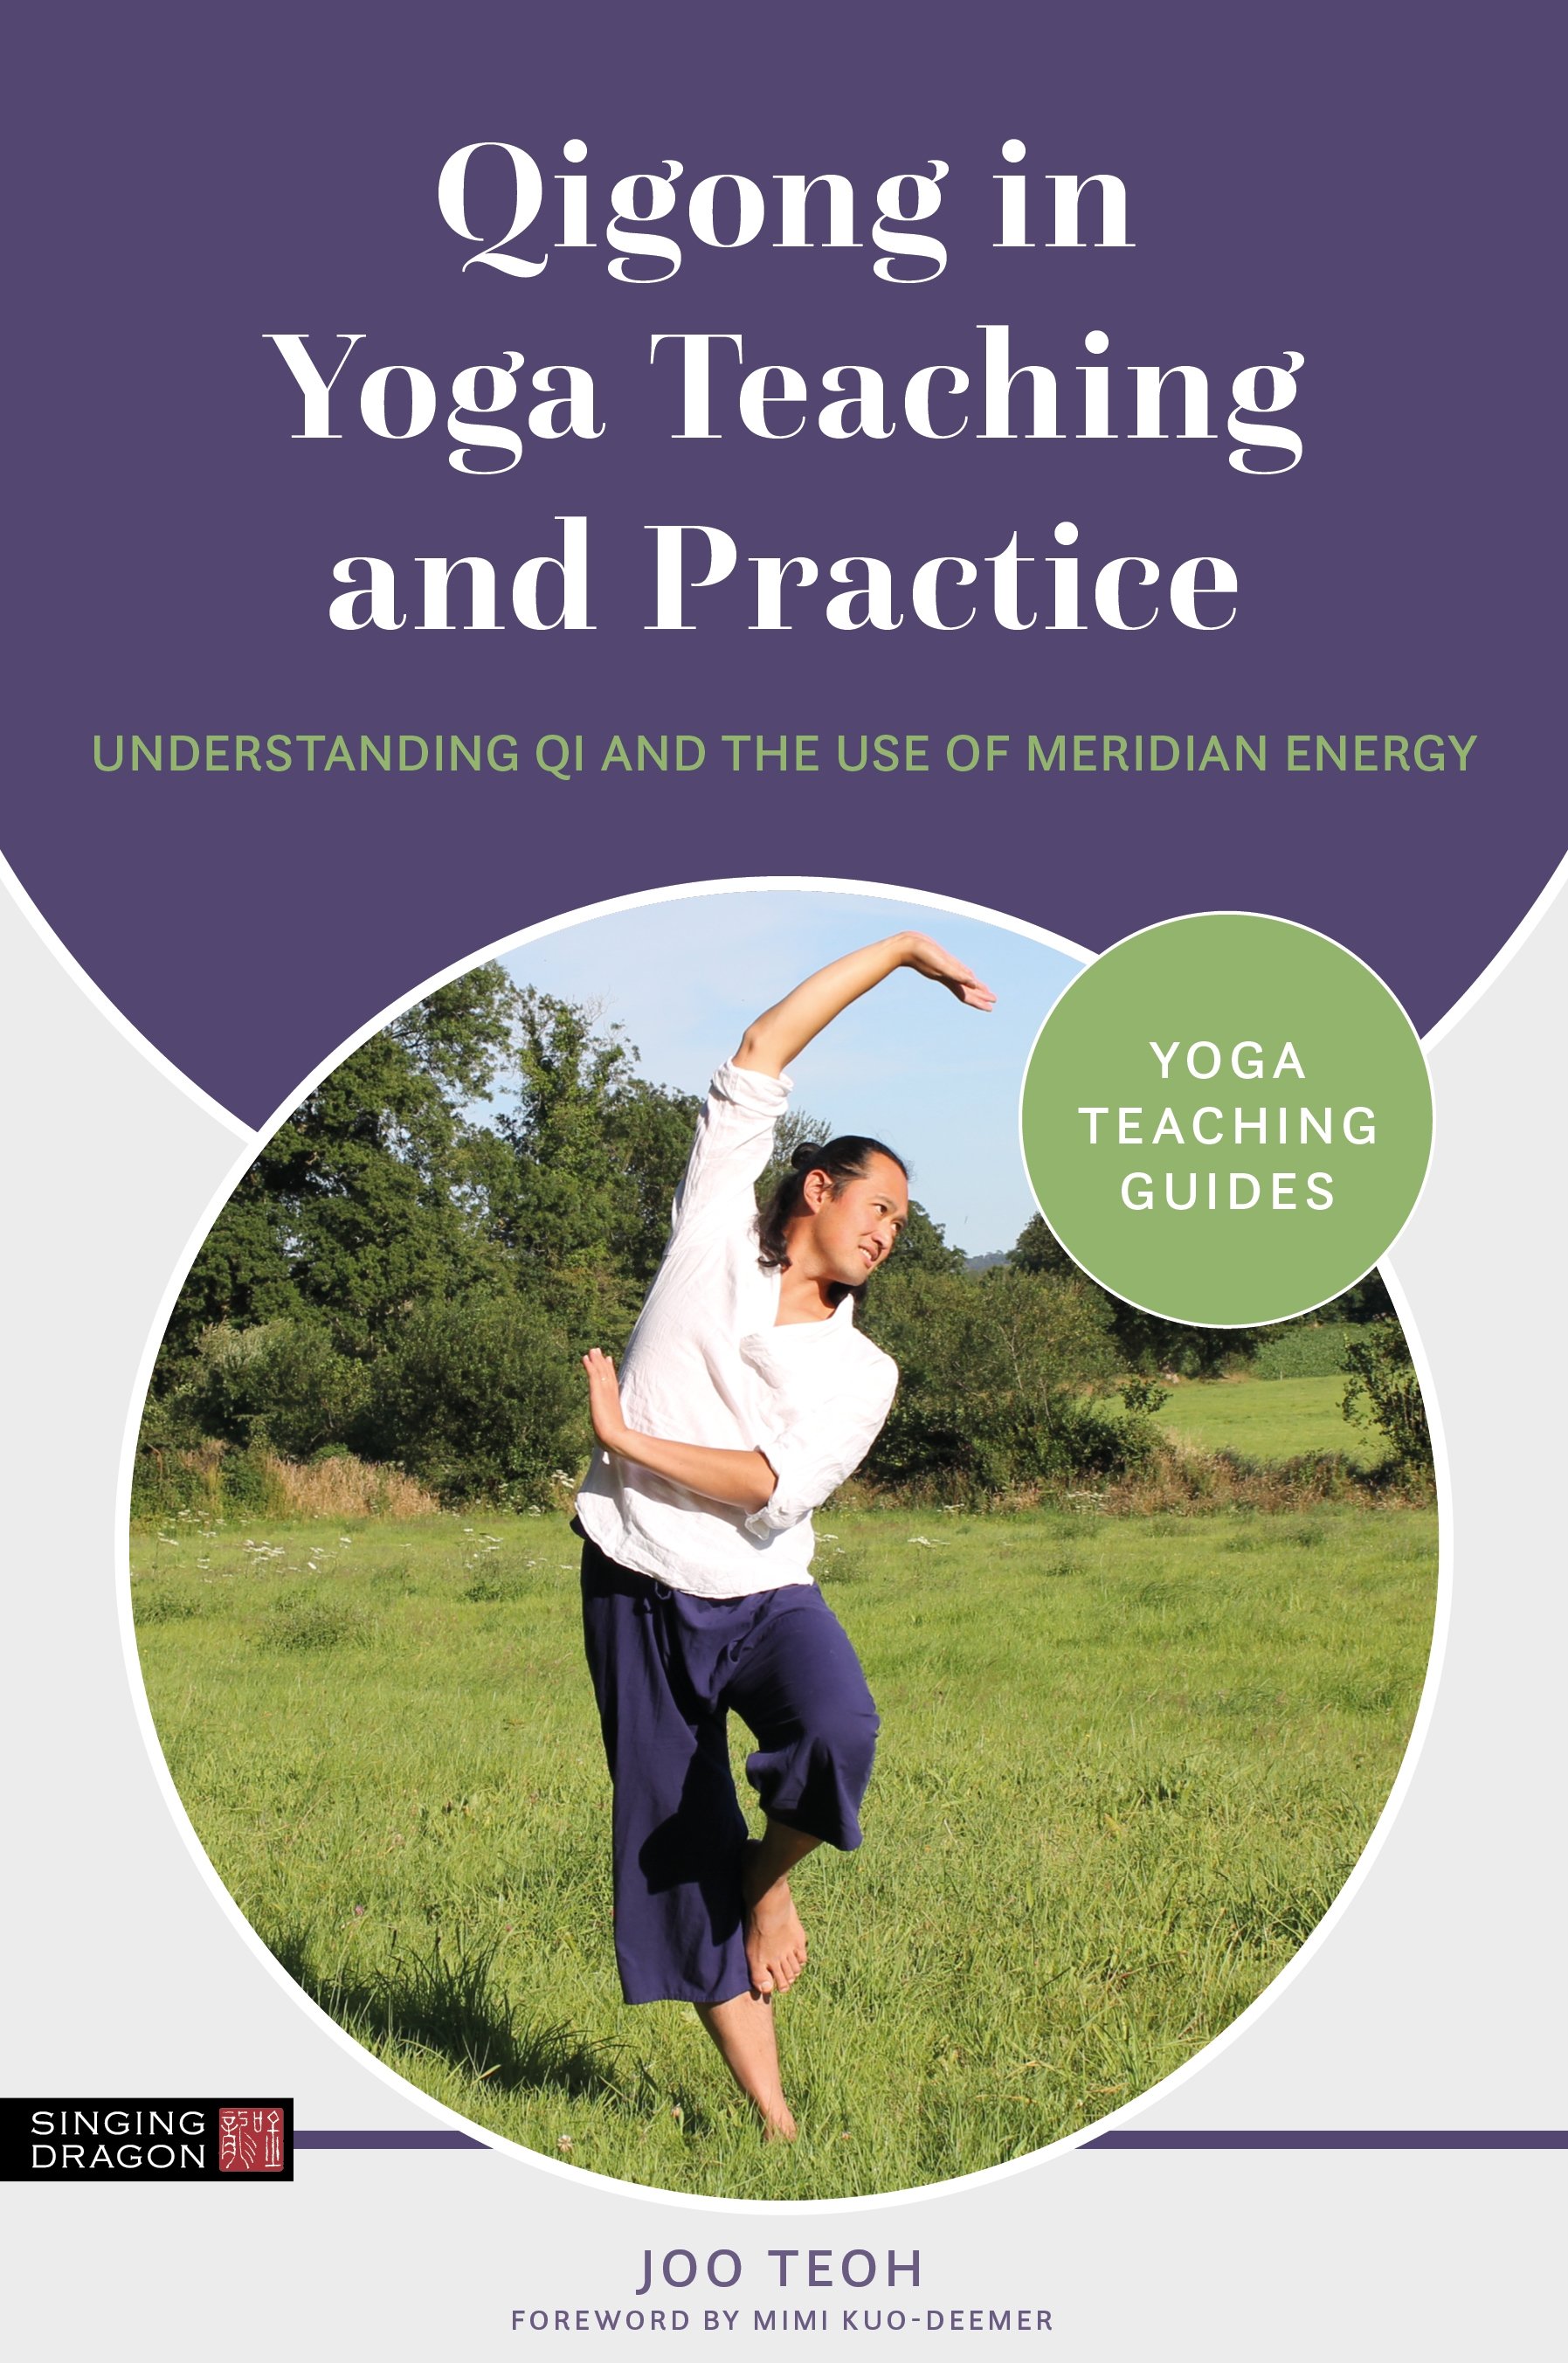 Qigong in
Yoga Teaching
and Practice
UNDERSTANDING QI AND THE USE OF MERIDIAN ENERGY
YOGA
TEACHING
GUIDES
SINGING
DRAGON
JOO TEOH
FOREWORD BY MIMI KUO-DEEMER